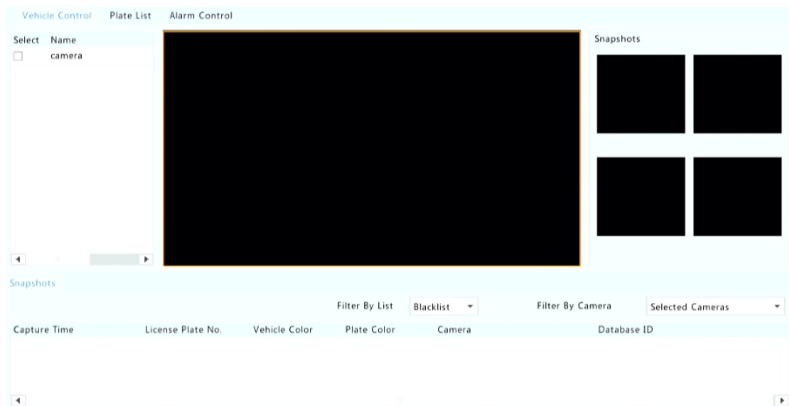 Vehicle Control Plate List Alarm Control
Select Name
camera
Snapshots
Snapshots
Filter By List Blacklist Filter By Camera Selected Cameras
Capture Time License Plate No. Vehicle Color Plate Color Camera Database ID